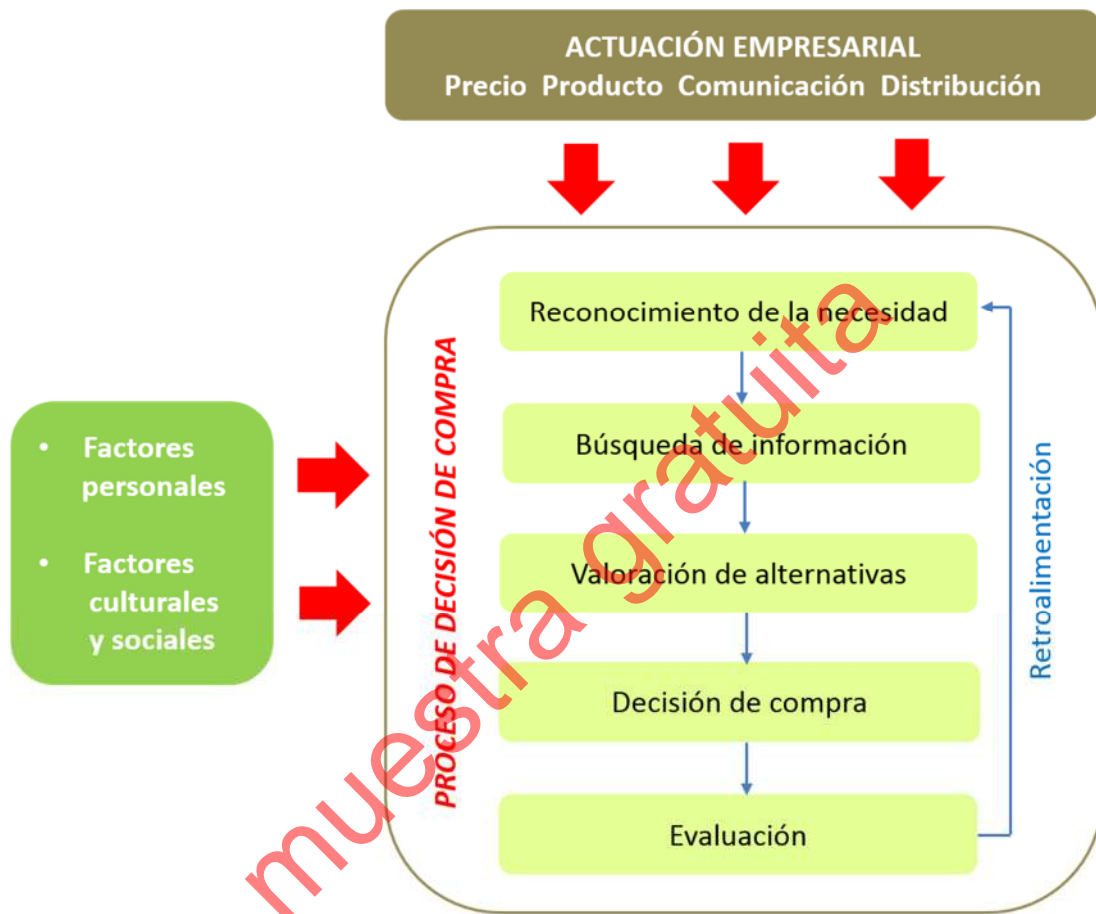 ACTUACIÓN EMPRESARIAL
Precio Producto Comunicación Distribución
• Factores
personales
• Factores
culturales
y sociales
PROCESO DE DECISIÓN DE COMPRA
Reconocimiento de la necesidad
Búsqueda de información
Valoración de alternativas
Decisión de compra
Evaluación
Retroalimentación
muestra gratuita